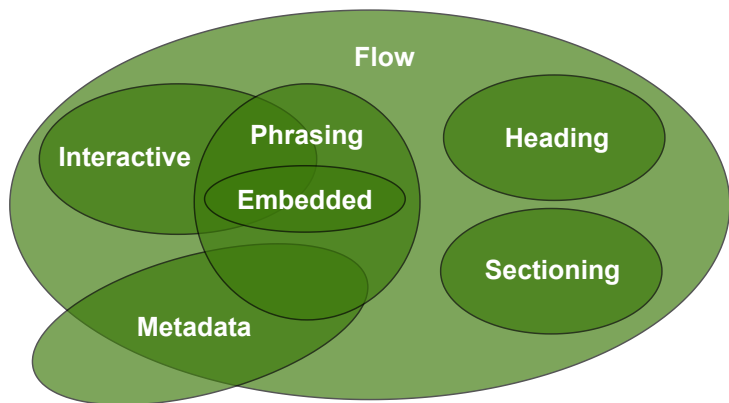 Flow
Interactive
Phrasing
Heading
Embedded
Sectioning
Metadata